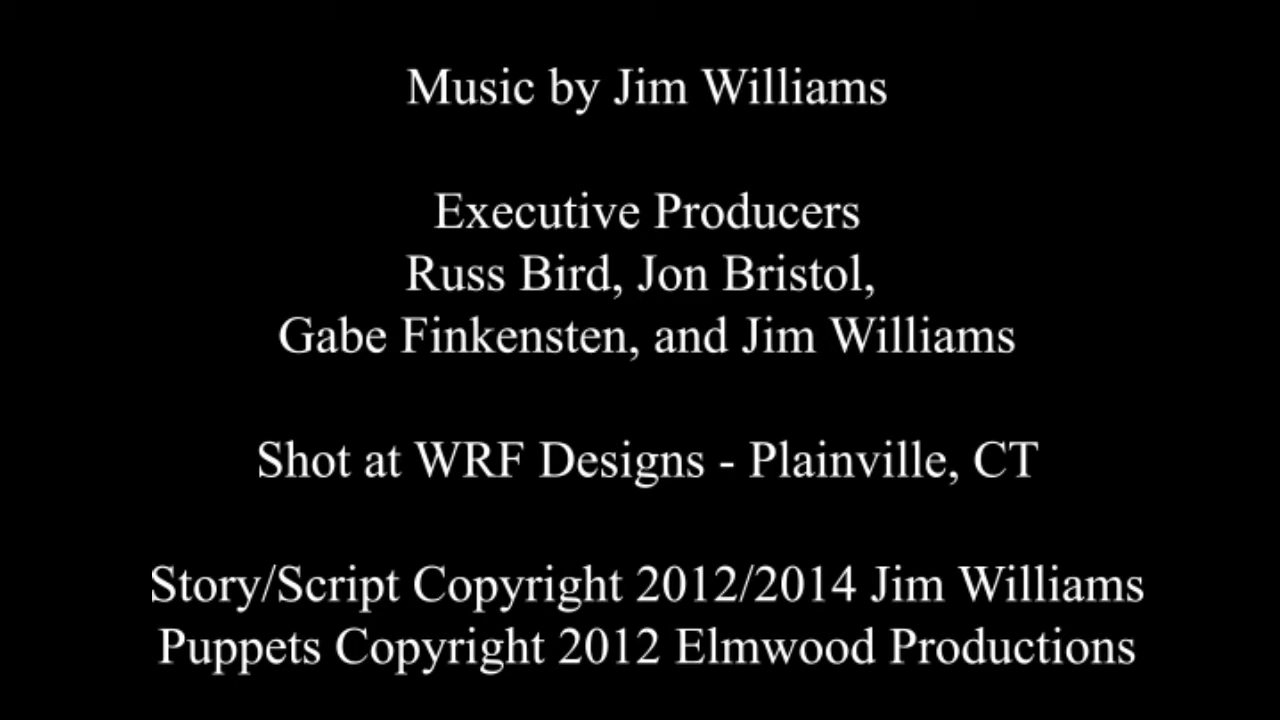 Music by Jim Williams
Executive Producers
Russ Bird, Jon Bristol,
Gabe Finkensten, and Jim Williams
Shot at WRF Designs - Plainville, CT
Story/Script Copyright 2012/2014 Jim Williams
Puppets Copyright 2012 Elmwood Productions